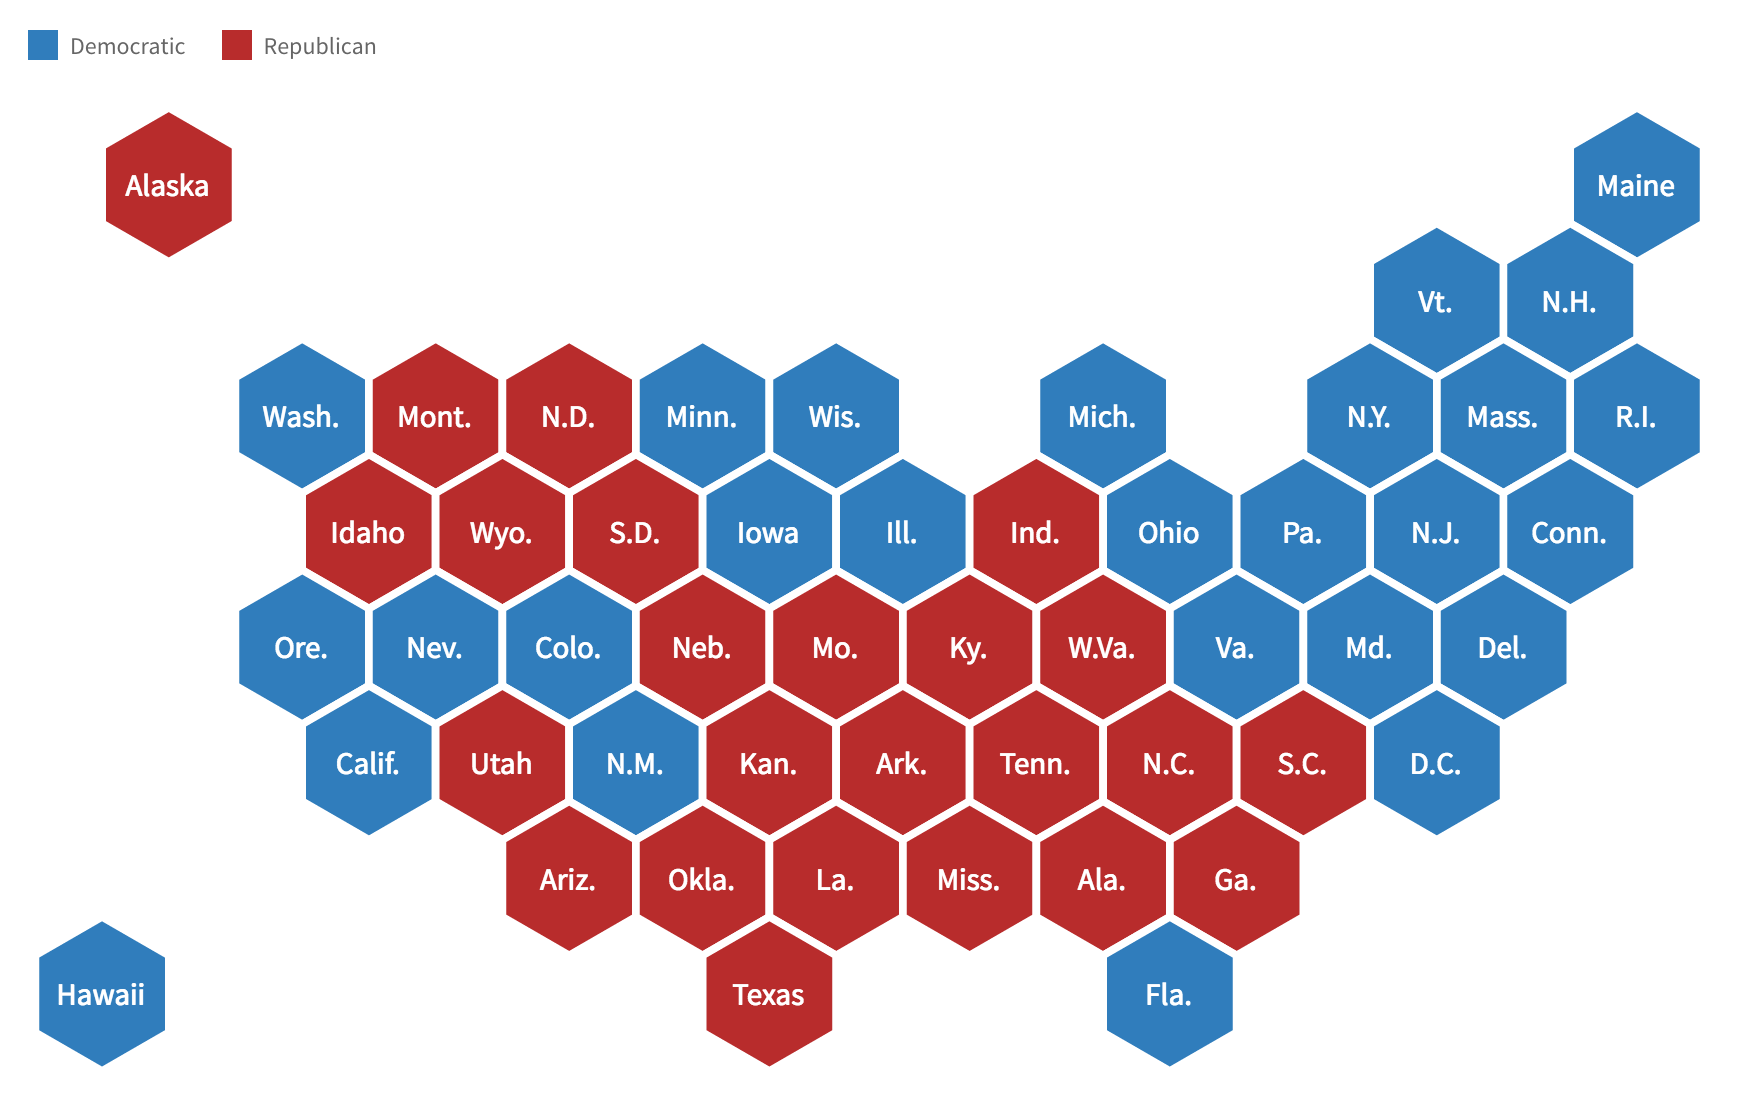 Democratic Republican
Alaska Maine
Vt. N.H.
Wash. Mont. N.D. Minn. Wis. Mich. N.Y. Mass. R.I.
Idaho Wyo. S.D. Iowa Ill. Ind. Ohio Pa. N.J. Conn.
Ore. Nev. Colo. Neb. Mo. Ky. W.Va. Va. Md. Del.
Calif. Utah N.M. Kan. Ark. Tenn. N.C. S.C. D.C.
Ariz. Okla. La. Miss. Ala. Ga.
Hawaii Texas Fla.